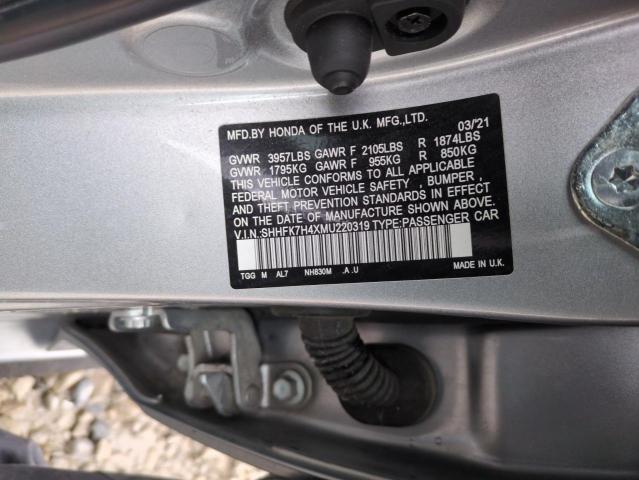 MFD.BY HONDA OF THE U.K. MFG.,LTD. 03/'21
GVWR 3957LBS GAWR F 2105LBS R 1874LBS
GVWR 1795KG GAWR F 955KG R 850KG
THIS VEHICLE CONFORMS TO ALL APPLICABLE
FEDERAL MOTOR VEHICLE SAFETY , BUMPER ,
AND THEFT PREVENTION STANDARDS IN EFFECT
ON THE DATE OF MANUFACTURE SHOWN ABOVE.
V.I.N:SHHFK7H4XMU220319 TYPE:PASSENGER CAR
TGG M AL7 NH830M .A .U MADE IN U.K.